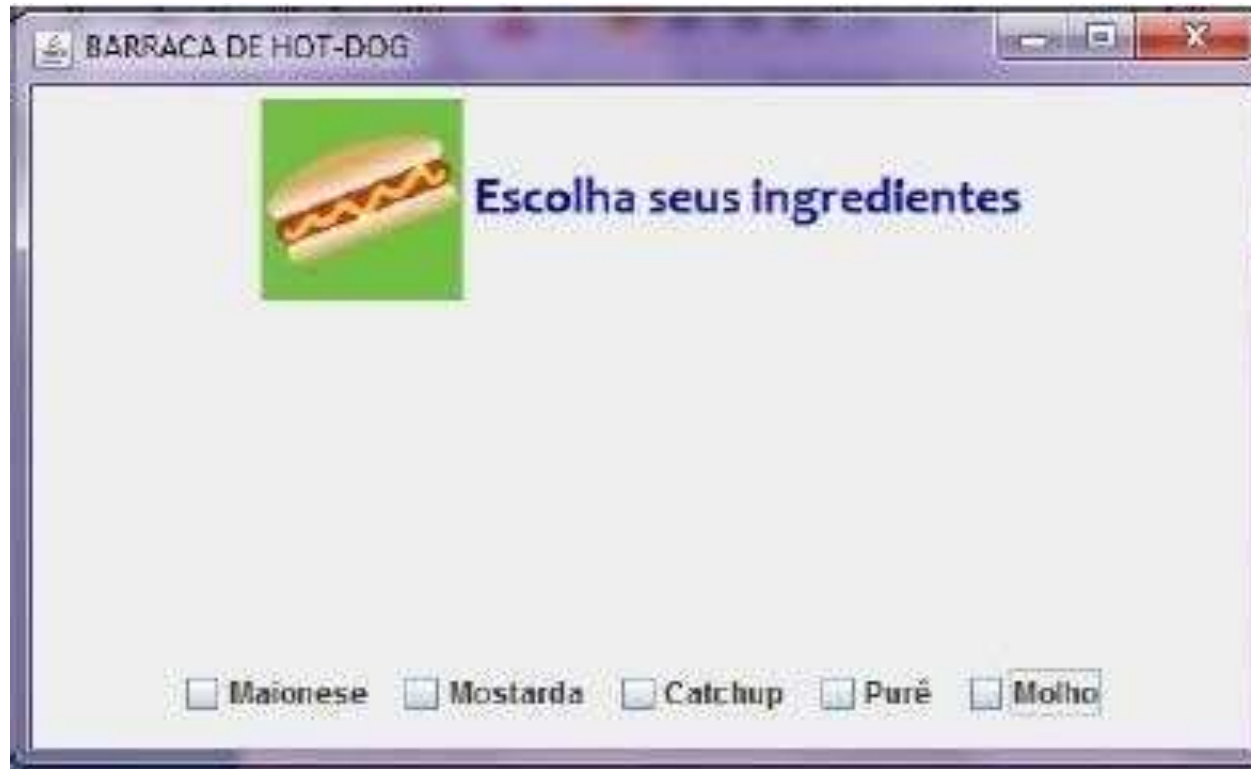 BARRACA DE HOT-DOG
Escolha seus ingredientes
Maionese Mostarda Catchup Purê Molho